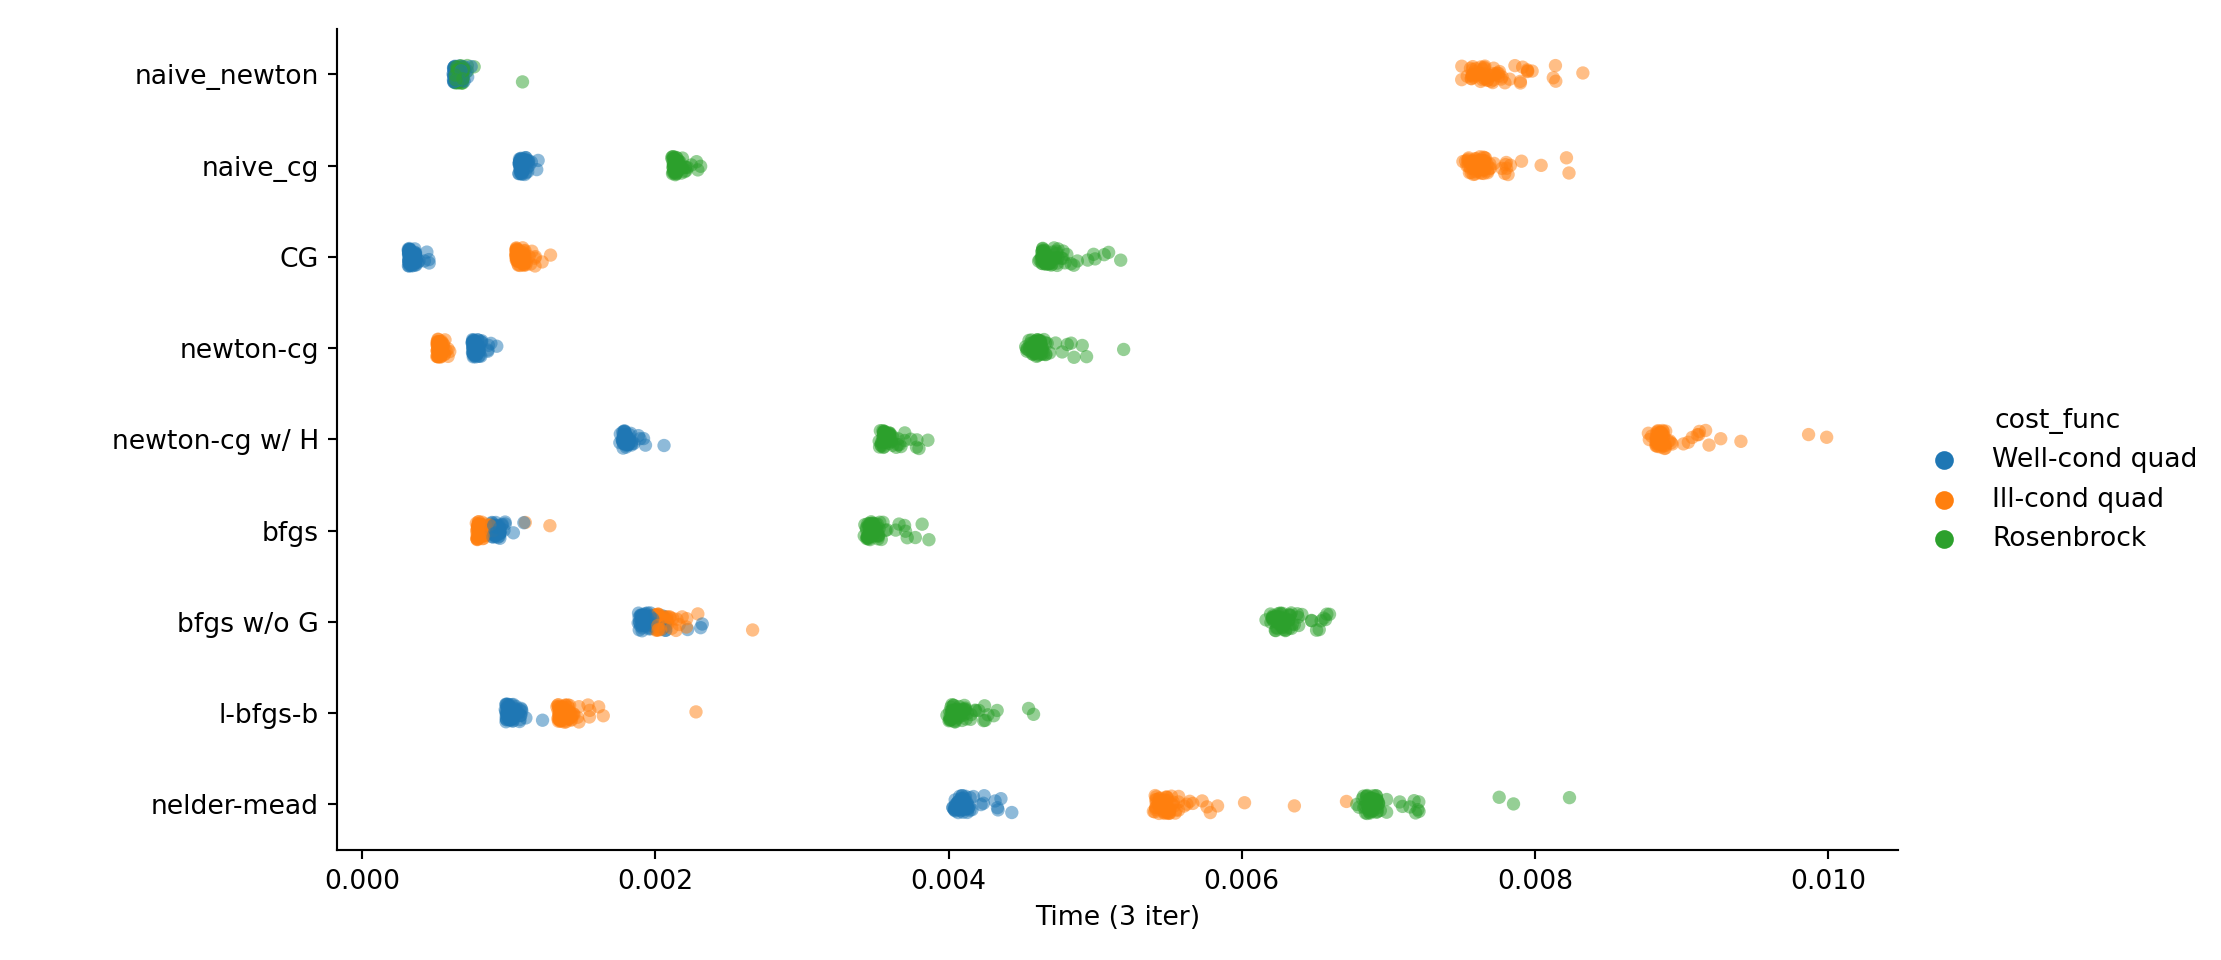 naive_newton
naive_cg
CG
newton-cg
newton-cg w/ H
bfgs
bfgs w/o G
l-bfgs-b
nelder-mead
0.000 0.002 0.004 0.006 0.008 0.010
Time (3 iter)
cost_func
Well-cond quad
Ill-cond quad
Rosenbrock